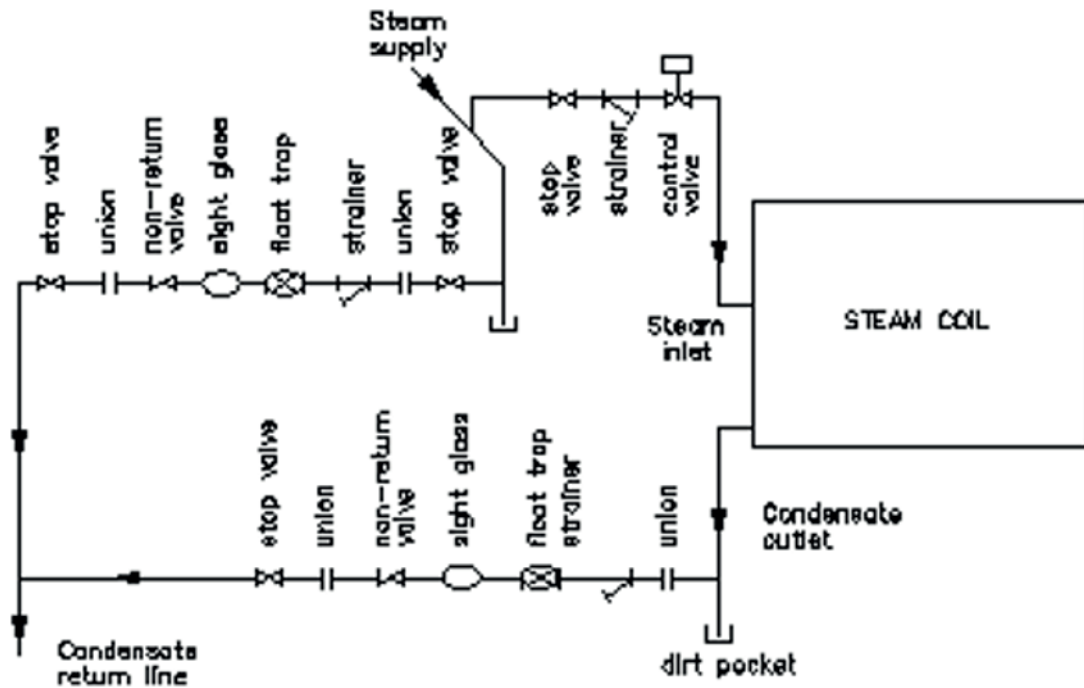 Steam
supply
stop valve
union
non-return
valve
sight glass
float trap
strainer
union
stop valve
stop
valve
strainer
control
valve
Steam
inlet
STEAM COIL
stop valve
union
non-return
valve
sight glass
float trap
strainer
union
Condensate
outlet
Condensate
return line
dirt pocket